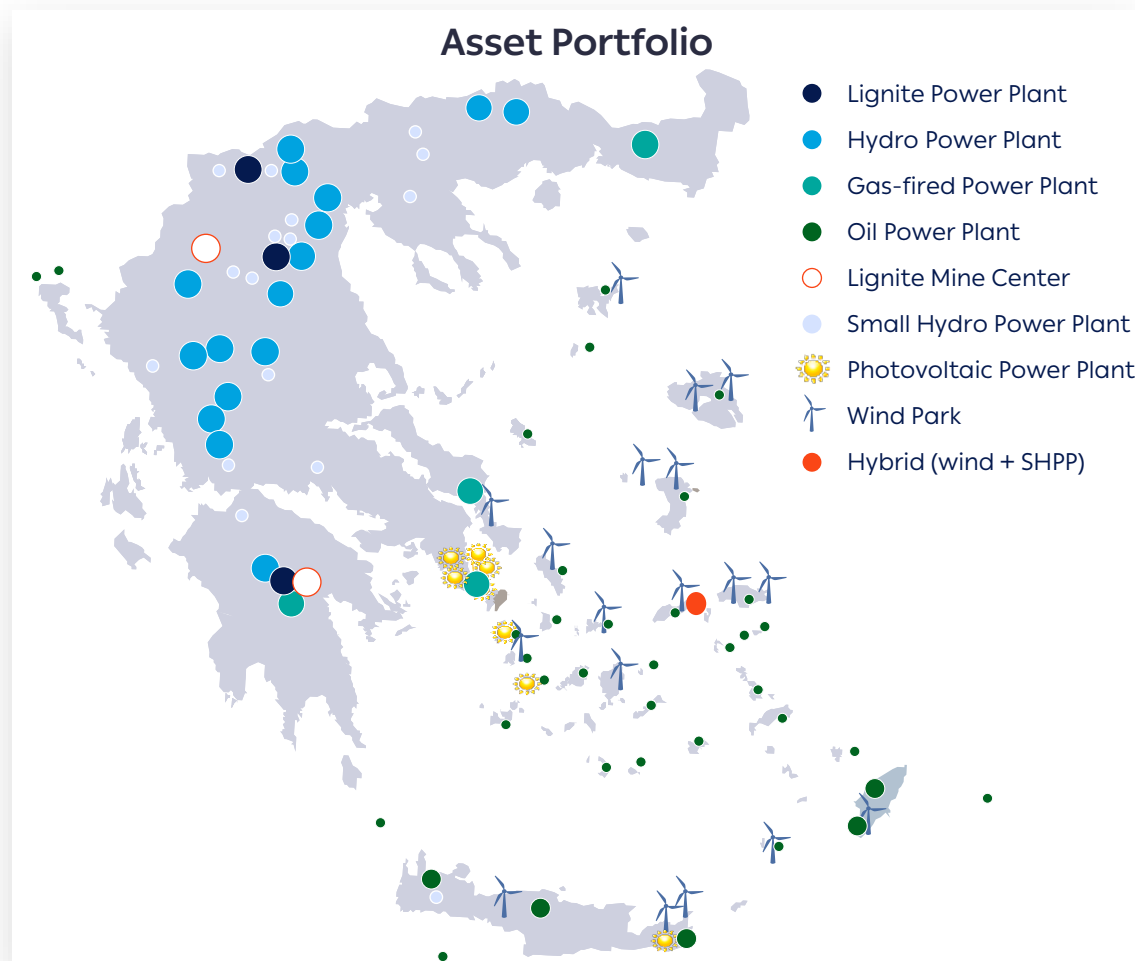 Asset Portfolio
Lignite Power Plant
Hydro Power Plant
Gas-fired Power Plant
Oil Power Plant
Lignite Mine Center
Small Hydro Power Plant
Photovoltaic Power Plant
Wind Park
Hybrid (wind + SHPP)